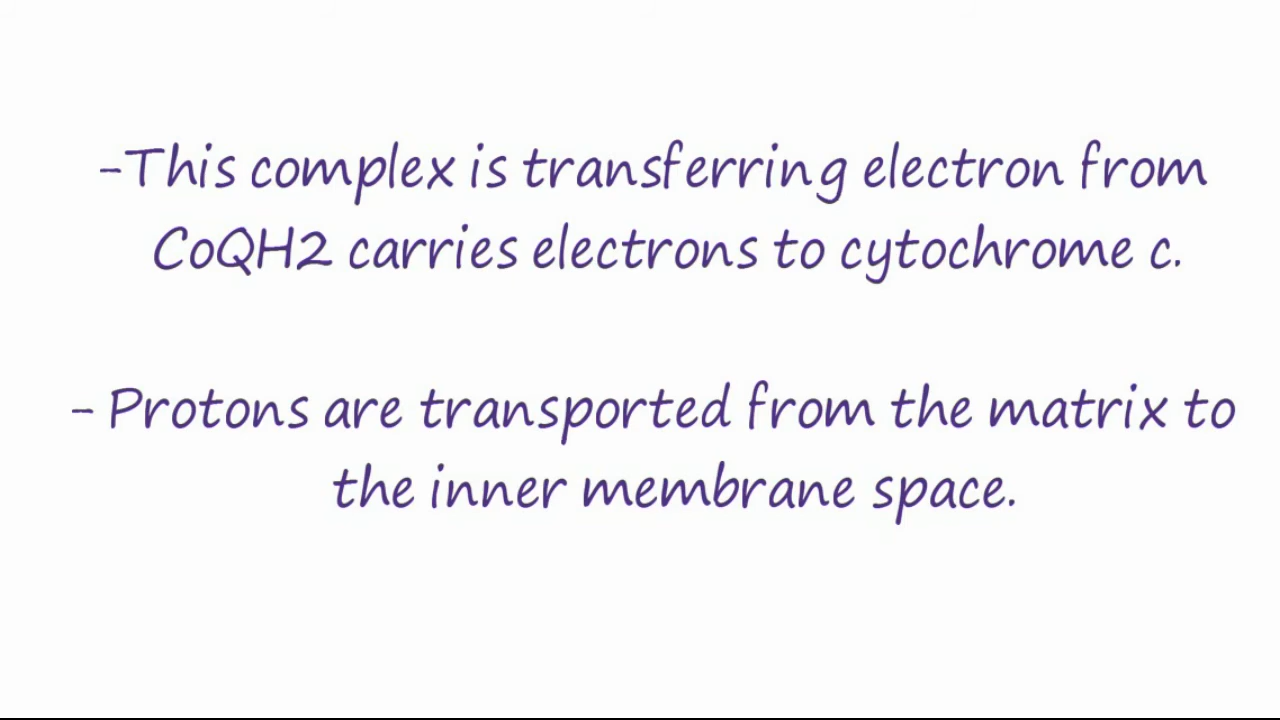 -This complex is transferring electron from
CoQH2 carries electrons to cytochrome c.
- Protons are transported from the matrix to
the inner membrane space.